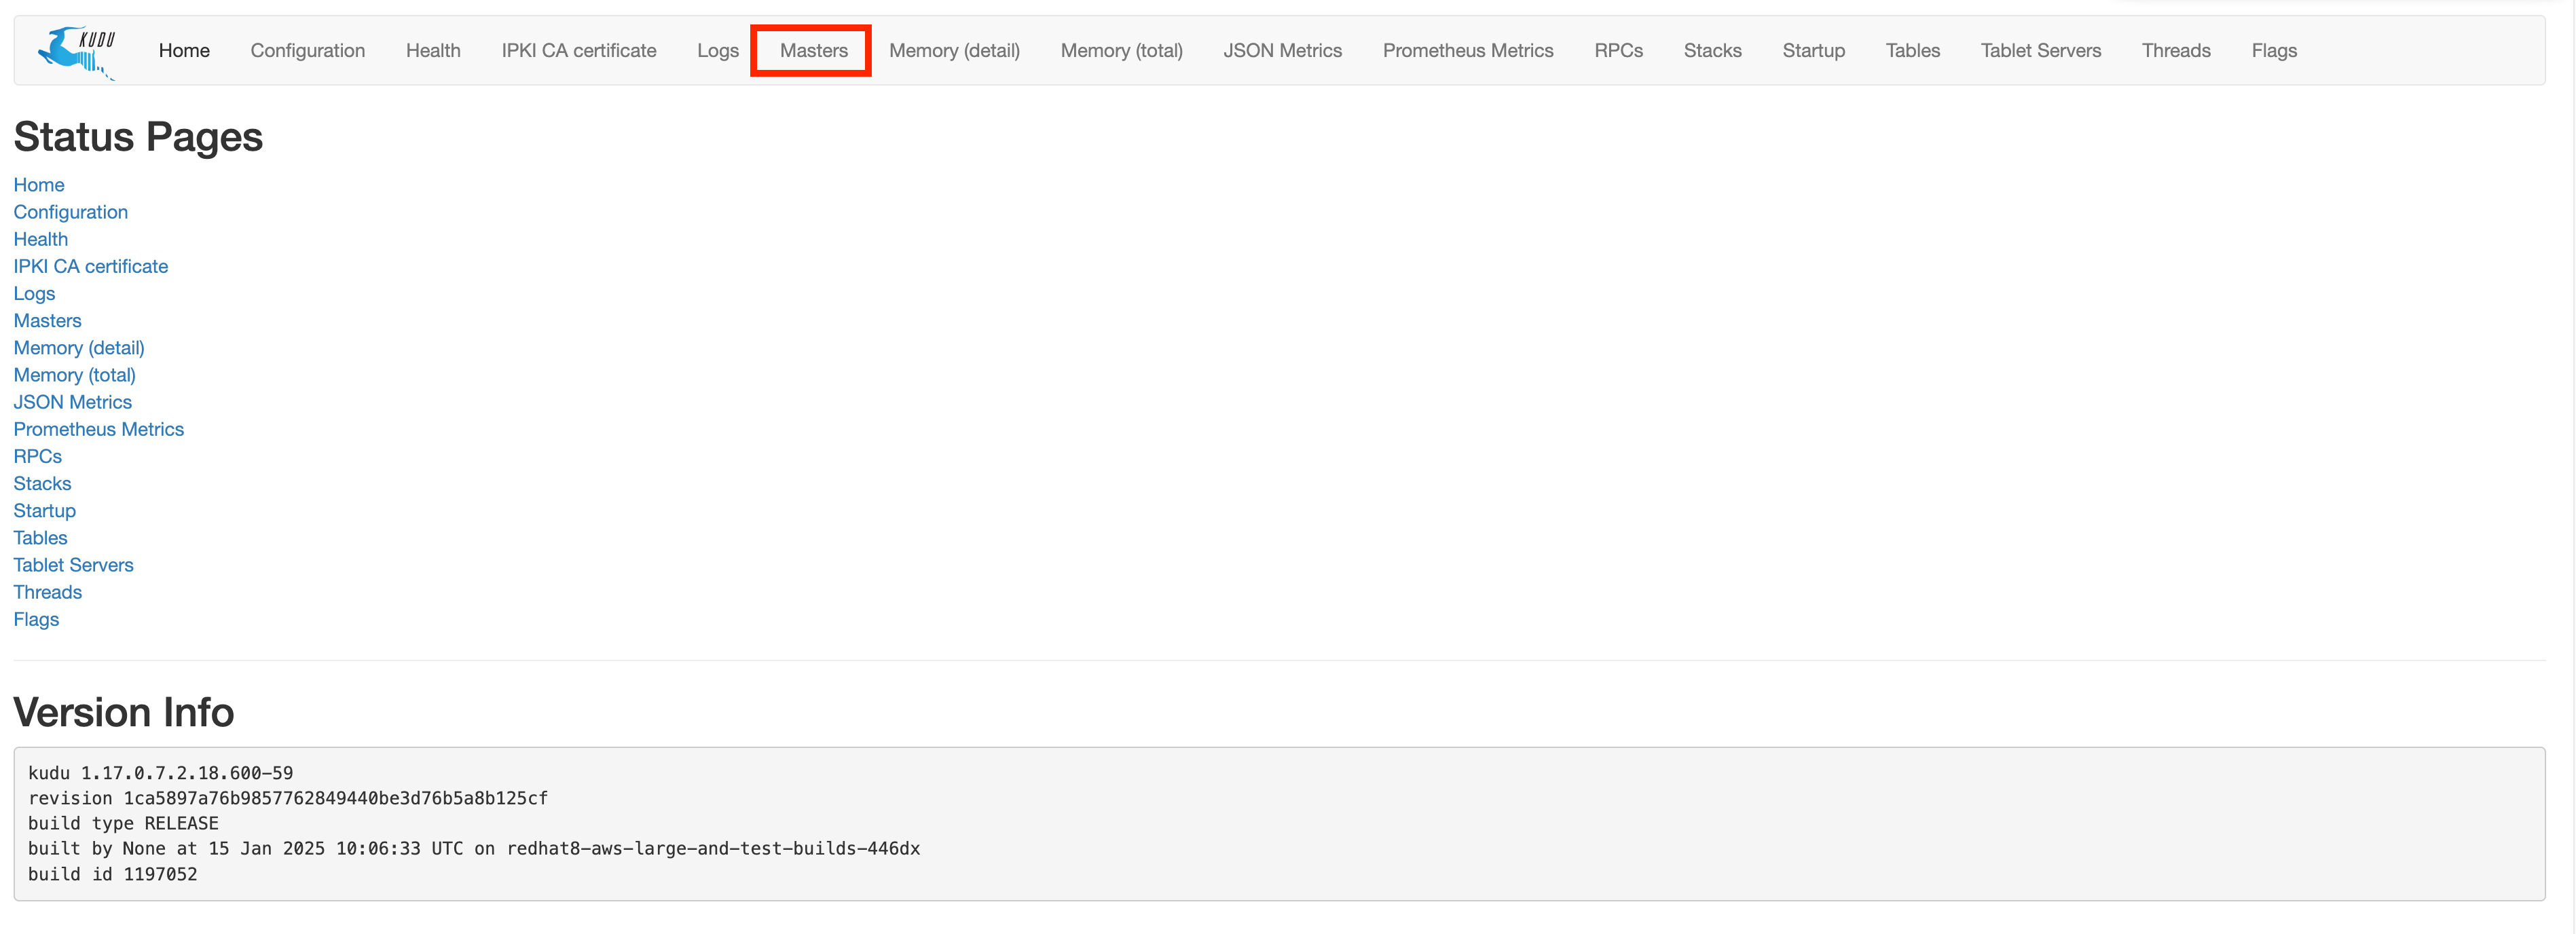 KUDU Home Configuration Health IPKI CA certificate Logs Masters Memory (detail) Memory (total) JSON Metrics Prometheus Metrics RPCs Stacks Startup Tables Tablet Servers Threads Flags
Status Pages
Home
Configuration
Health
IPKI CA certificate
Logs
Masters
Memory (detail)
Memory (total)
JSON Metrics
Prometheus Metrics
RPCs
Stacks
Startup
Tables
Tablet Servers
Threads
Flags
Version Info
kudu 1.17.0.7.2.18.600-59
revision 1ca5897a76b9857762849440be3d76b5a8b125cf
build type RELEASE
built by None at 15 Jan 2025 10:06:33 UTC on redhat8-aws-large-and-test-builds-446dx
build id 1197052